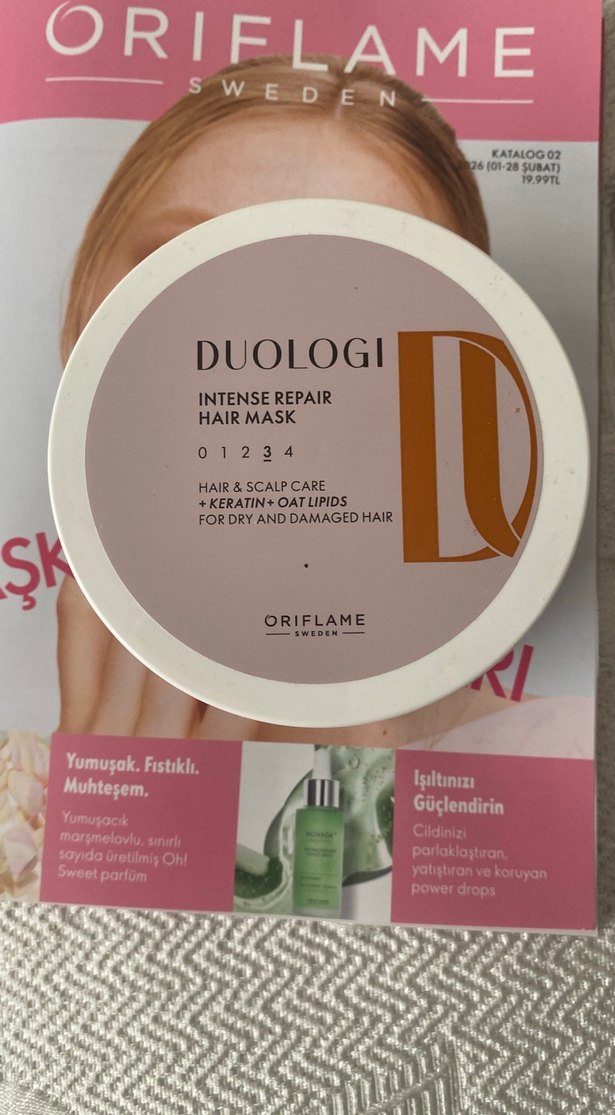 ORIFLAME
SWEDEN
KATALOG 02
2026 (01-28 ŞUBAT)
19,99TL
DUOLOGI
INTENSE REPAIR
HAIR MASK
0 1 2 3 4
HAIR & SCALP CARE
+ KERATIN + OAT LIPIDS
FOR DRY AND DAMAGED HAIR
ORIFLAME
SWEDEN
Yumuşak. Fıstıklı.
Muhteşem.
Yumuşacık
marşmelovlu, sınırlı
sayıda üretilmiş Oh!
Sweet parfüm
NOVAGE+
Işıltınızı
Güçlendirin
Cildinizi
parlaklaştıran,
yatıştıran ve koruyan
power drops